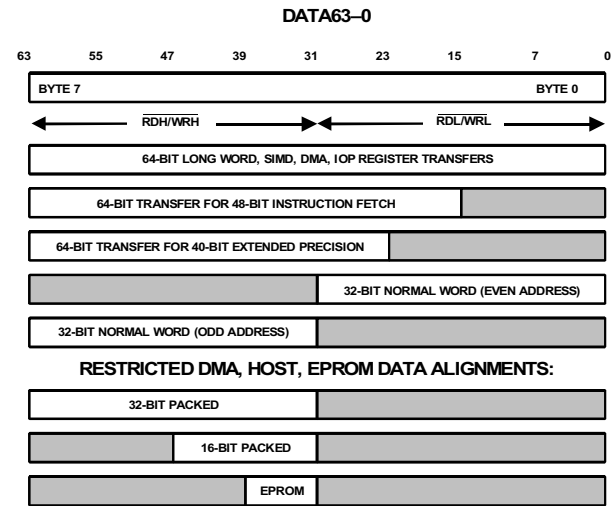 DATA63–0
63 55 47 39 31 23 15 7 0
BYTE 7 BYTE 0
RDH/WRH RDL/WRL
64-BIT LONG WORD, SIMD, DMA, IOP REGISTER TRANSFERS
64-BIT TRANSFER FOR 48-BIT INSTRUCTION FETCH
64-BIT TRANSFER FOR 40-BIT EXTENDED PRECISION
32-BIT NORMAL WORD (EVEN ADDRESS)
32-BIT NORMAL WORD (ODD ADDRESS)
RESTRICTED DMA, HOST, EPROM DATA ALIGNMENTS:
32-BIT PACKED
16-BIT PACKED
EPROM